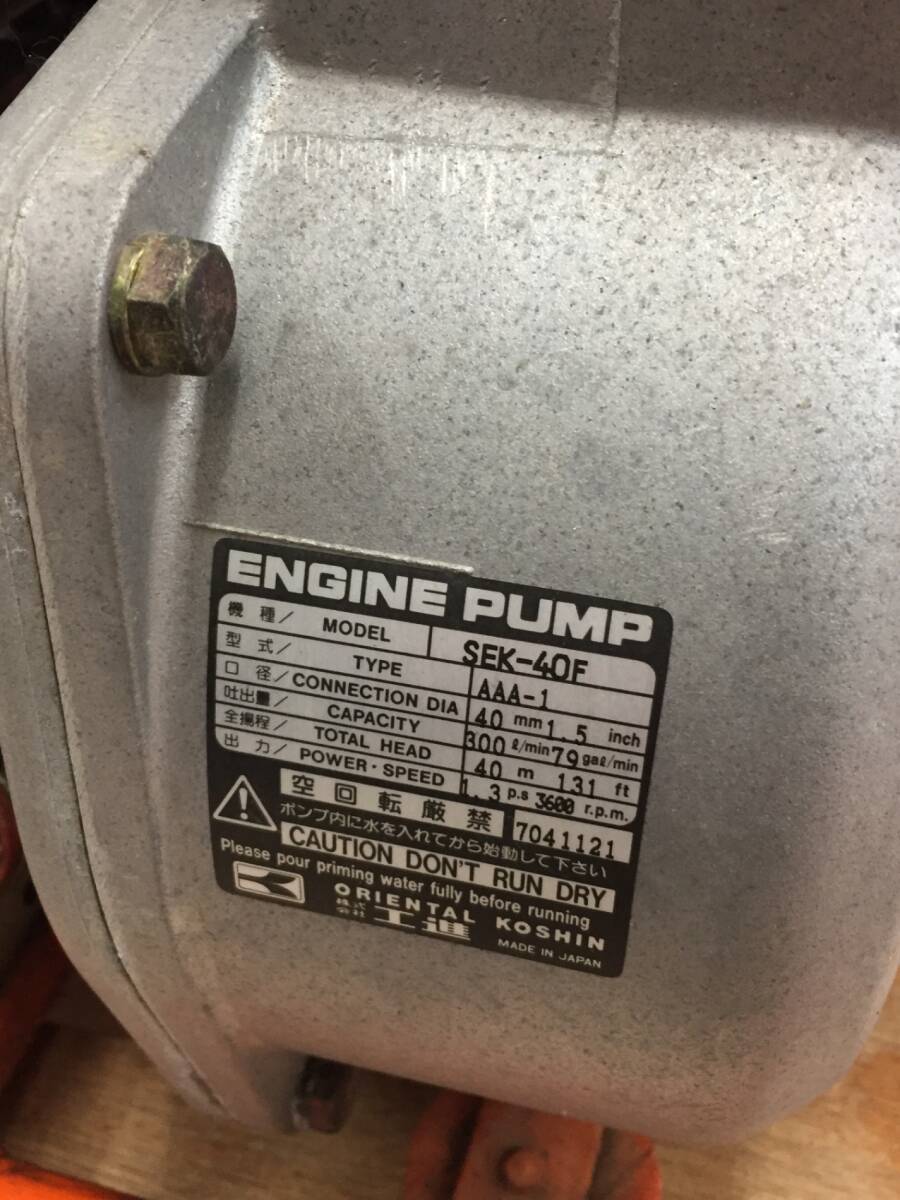 ENGINE PUMP
機種/ MODEL SEK-40F
型式/ TYPE AAA-1
口径/ CONNECTION DIA 40 mm 1.5 inch
吐出量/ CAPACITY 300 ℓ/min 79 gaℓ/min
全揚程/ TOTAL HEAD 40 m 131 ft
出力/ POWER・SPEED 1.3 p.s 3600 r.p.m.
空回転厳禁 7041121
ポンプ内に水を入れてから始動して下さい
CAUTION DON'T RUN DRY
Please pour priming water fully before running
ORIENTAL KOSHIN
株式会社 工進 MADE IN JAPAN